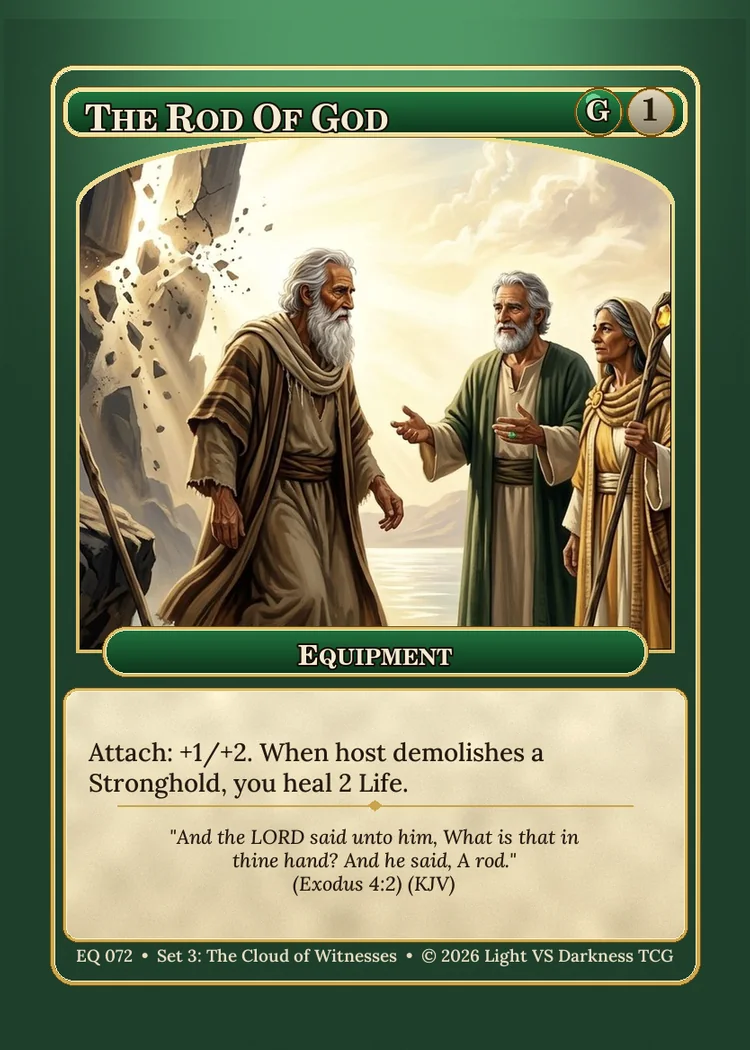 The Rod Of God G 1
Equipment
Attach: +1/+2. When host demolishes a
Stronghold, you heal 2 Life.
"And the LORD said unto him, What is that in
thine hand? And he said, A rod."
(Exodus 4:2) (KJV)
EQ 072 • Set 3: The Cloud of Witnesses • © 2026 Light VS Darkness TCG